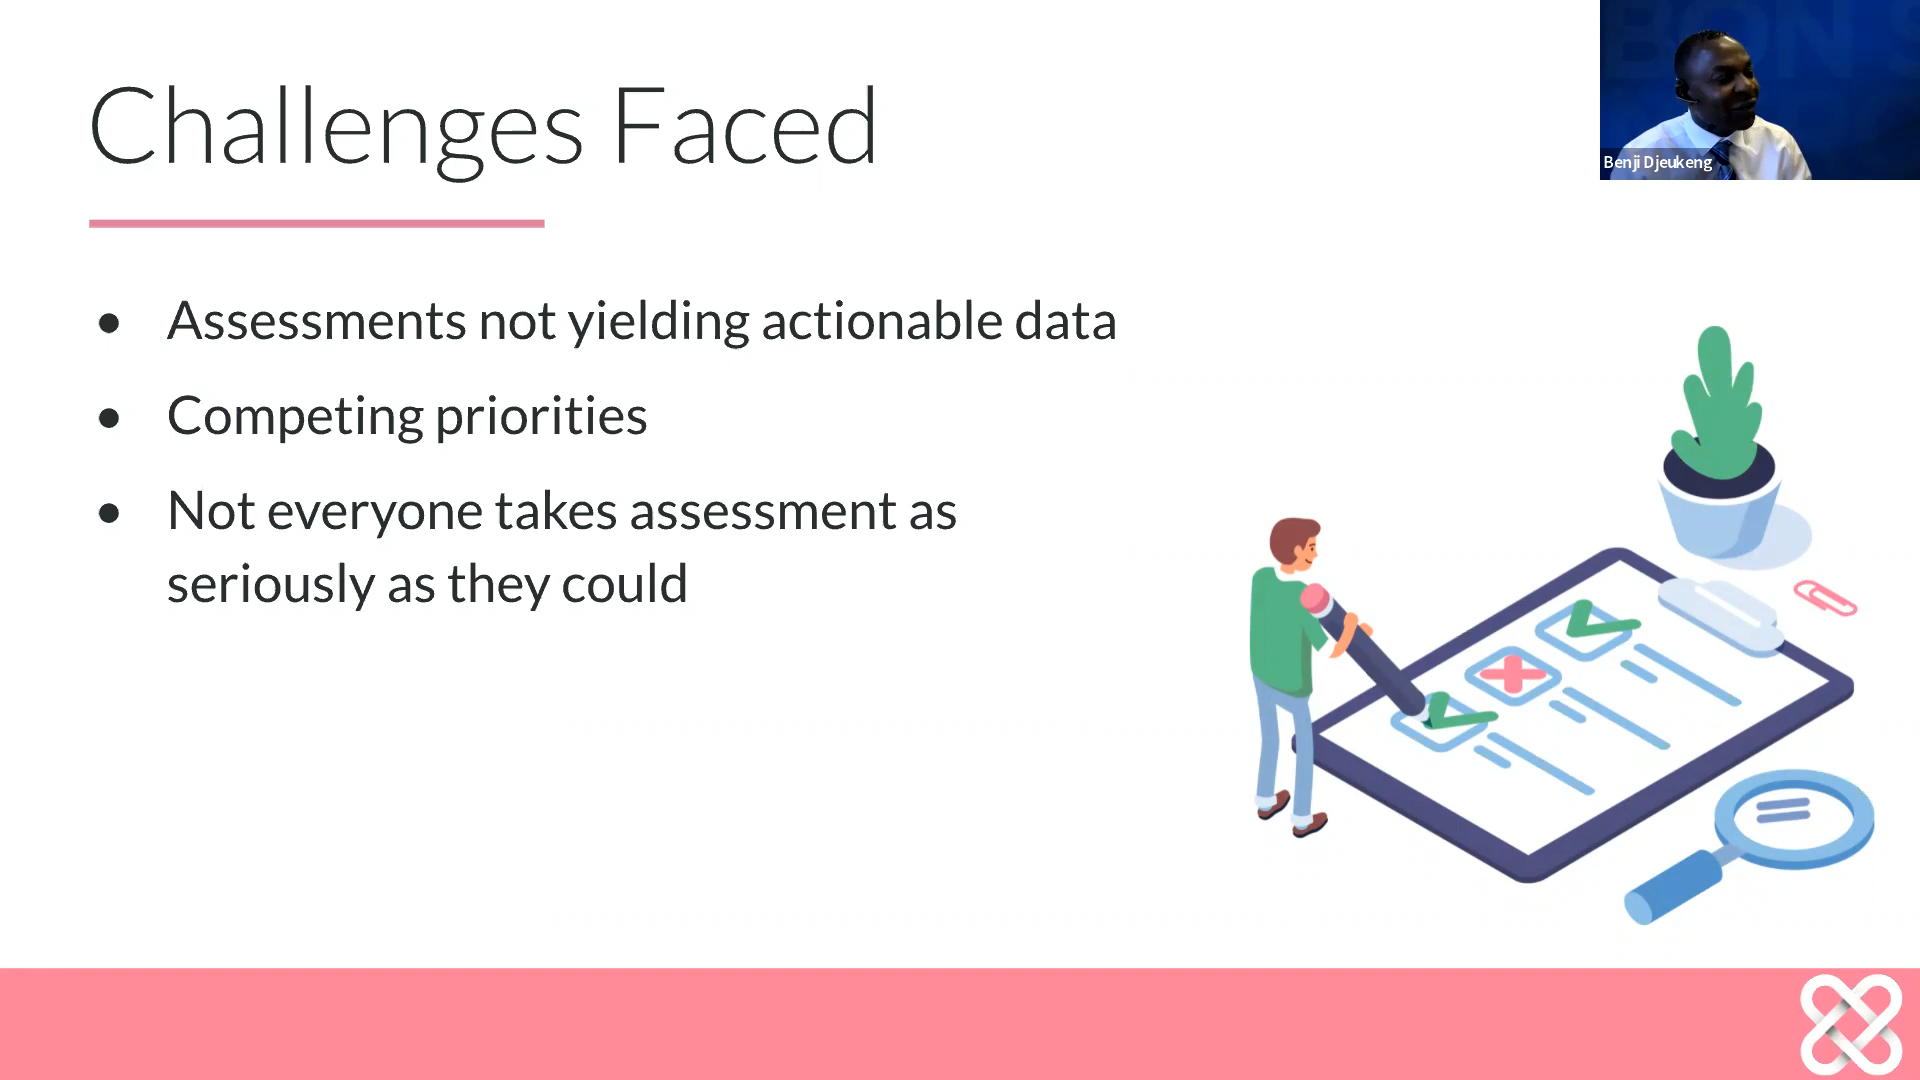 Challenges Faced
Benji Djeukeng
• Assessments not yielding actionable data
• Competing priorities
• Not everyone takes assessment as
seriously as they could